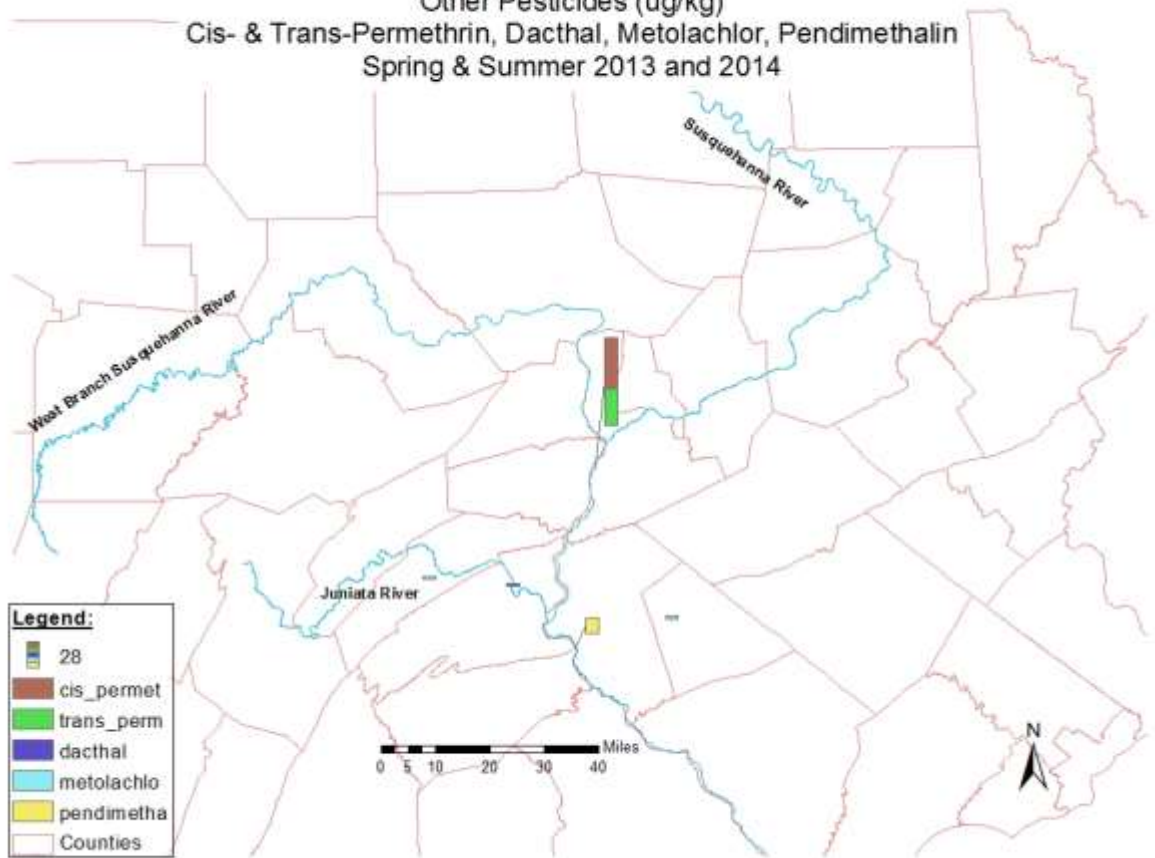 Other Pesticides (ug/kg)
Cis- & Trans-Permethrin, Dacthal, Metolachlor, Pendimethalin
Spring & Summer 2013 and 2014
Susquehanna River
West Branch Susquehanna River
Juniata River
Legend:
28
cis_permet
trans_perm
dacthal
metolachlo
pendimetha
Counties
Miles
0 5 10 20 30 40
N